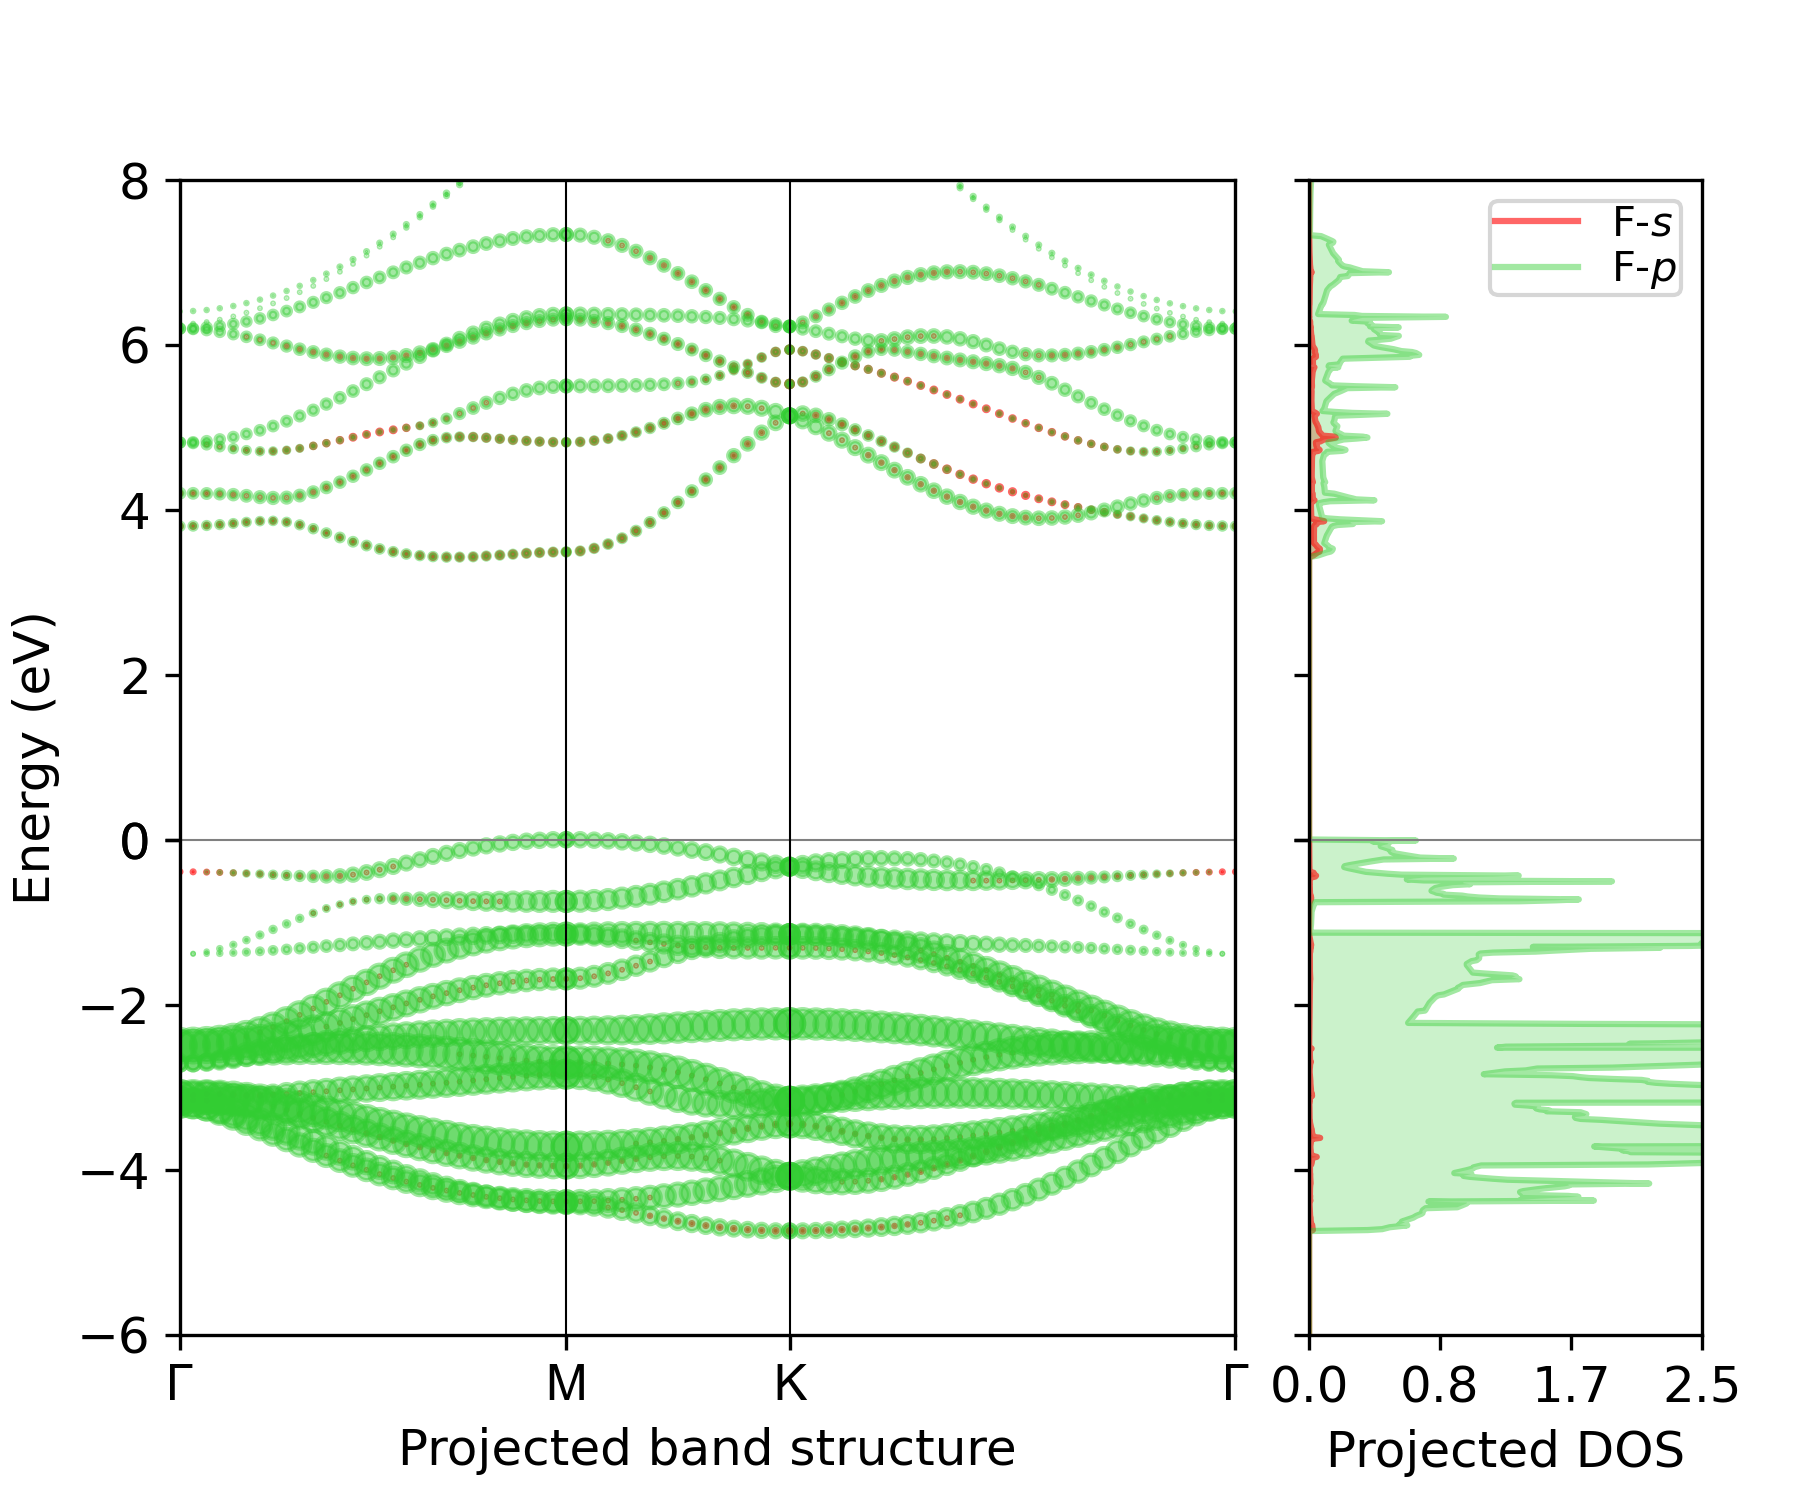 8
6
4
2
0
−2
−4
−6
Energy (eV)
Γ M K Γ
Projected band structure
F-s
F-p
0.0 0.8 1.7 2.5
Projected DOS